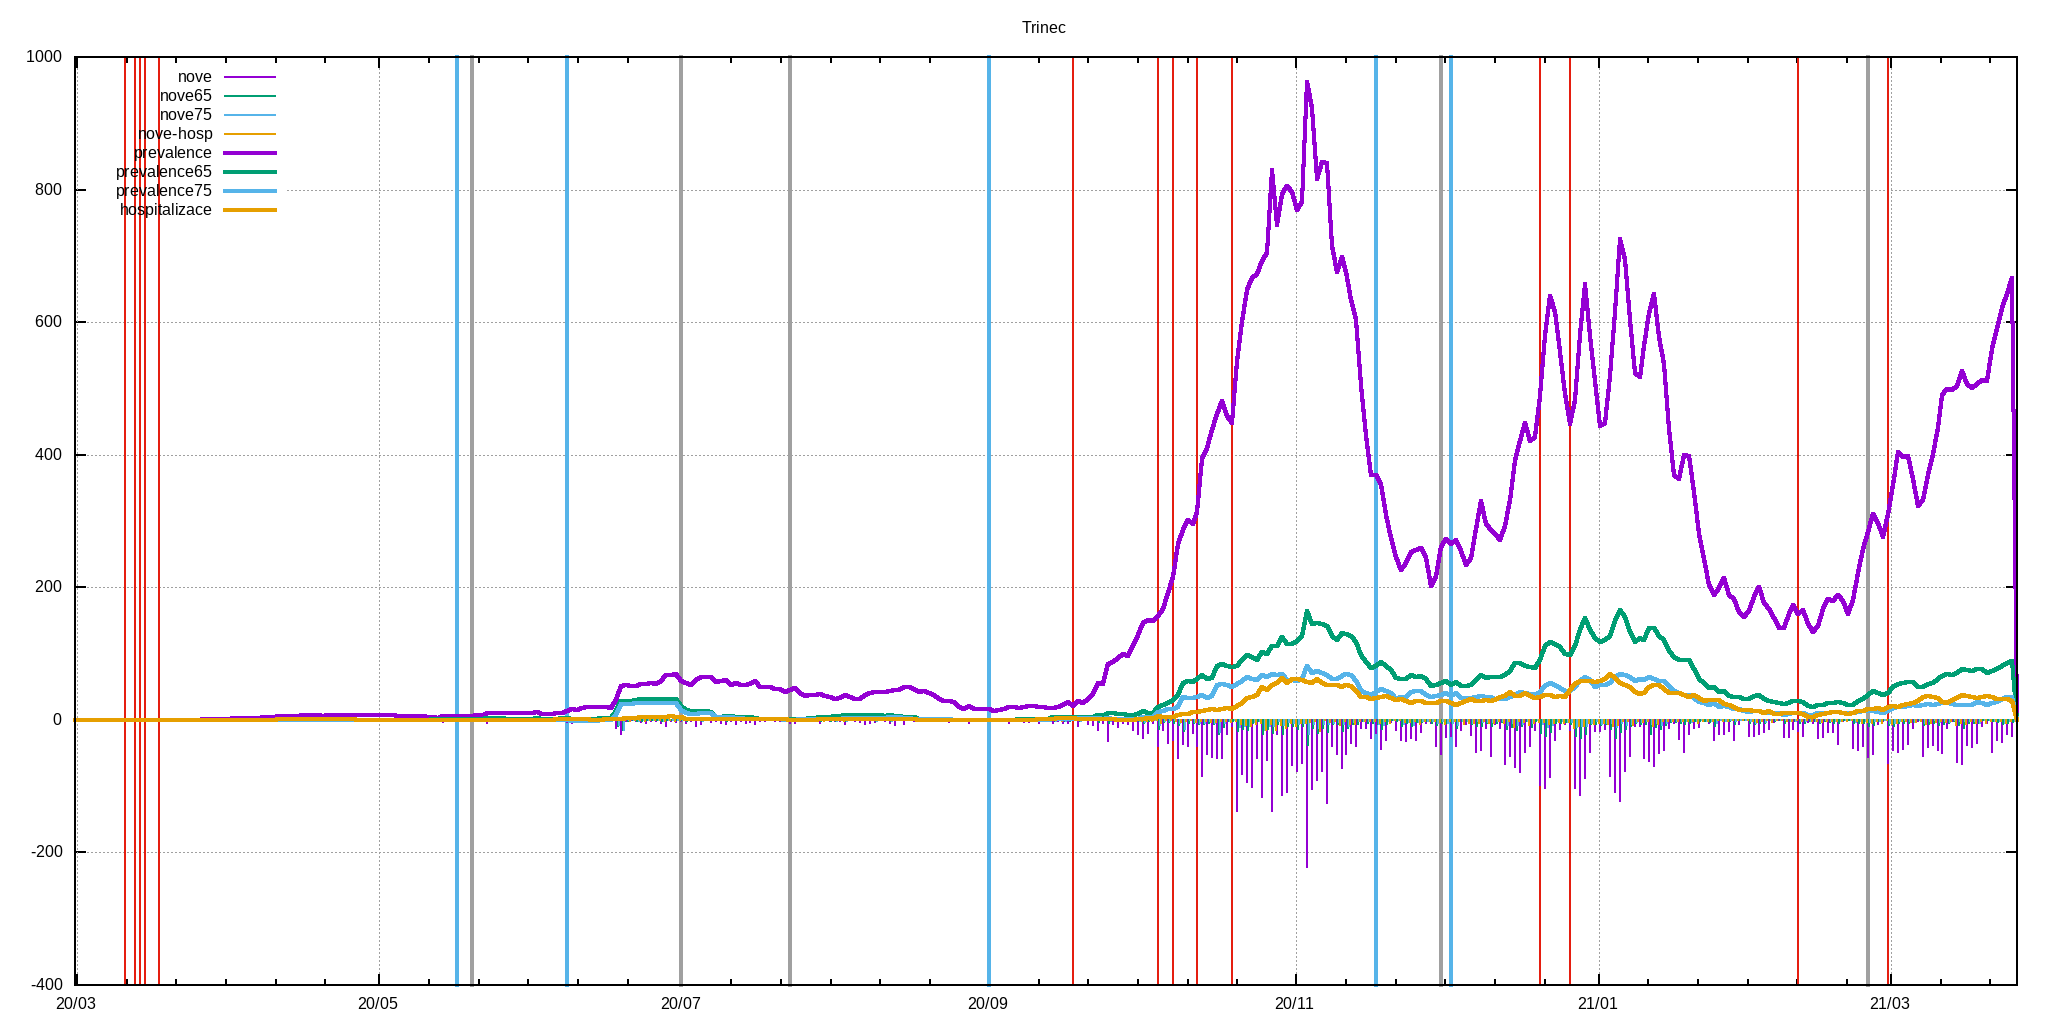 Trinec
1000
nove
nove65
nove75
nove-hosp
prevalence
prevalence65
prevalence75
hospitalizace
800
600
400
200
0
-200
-400
20/03 20/05 20/07 20/09 20/11 21/01 21/03